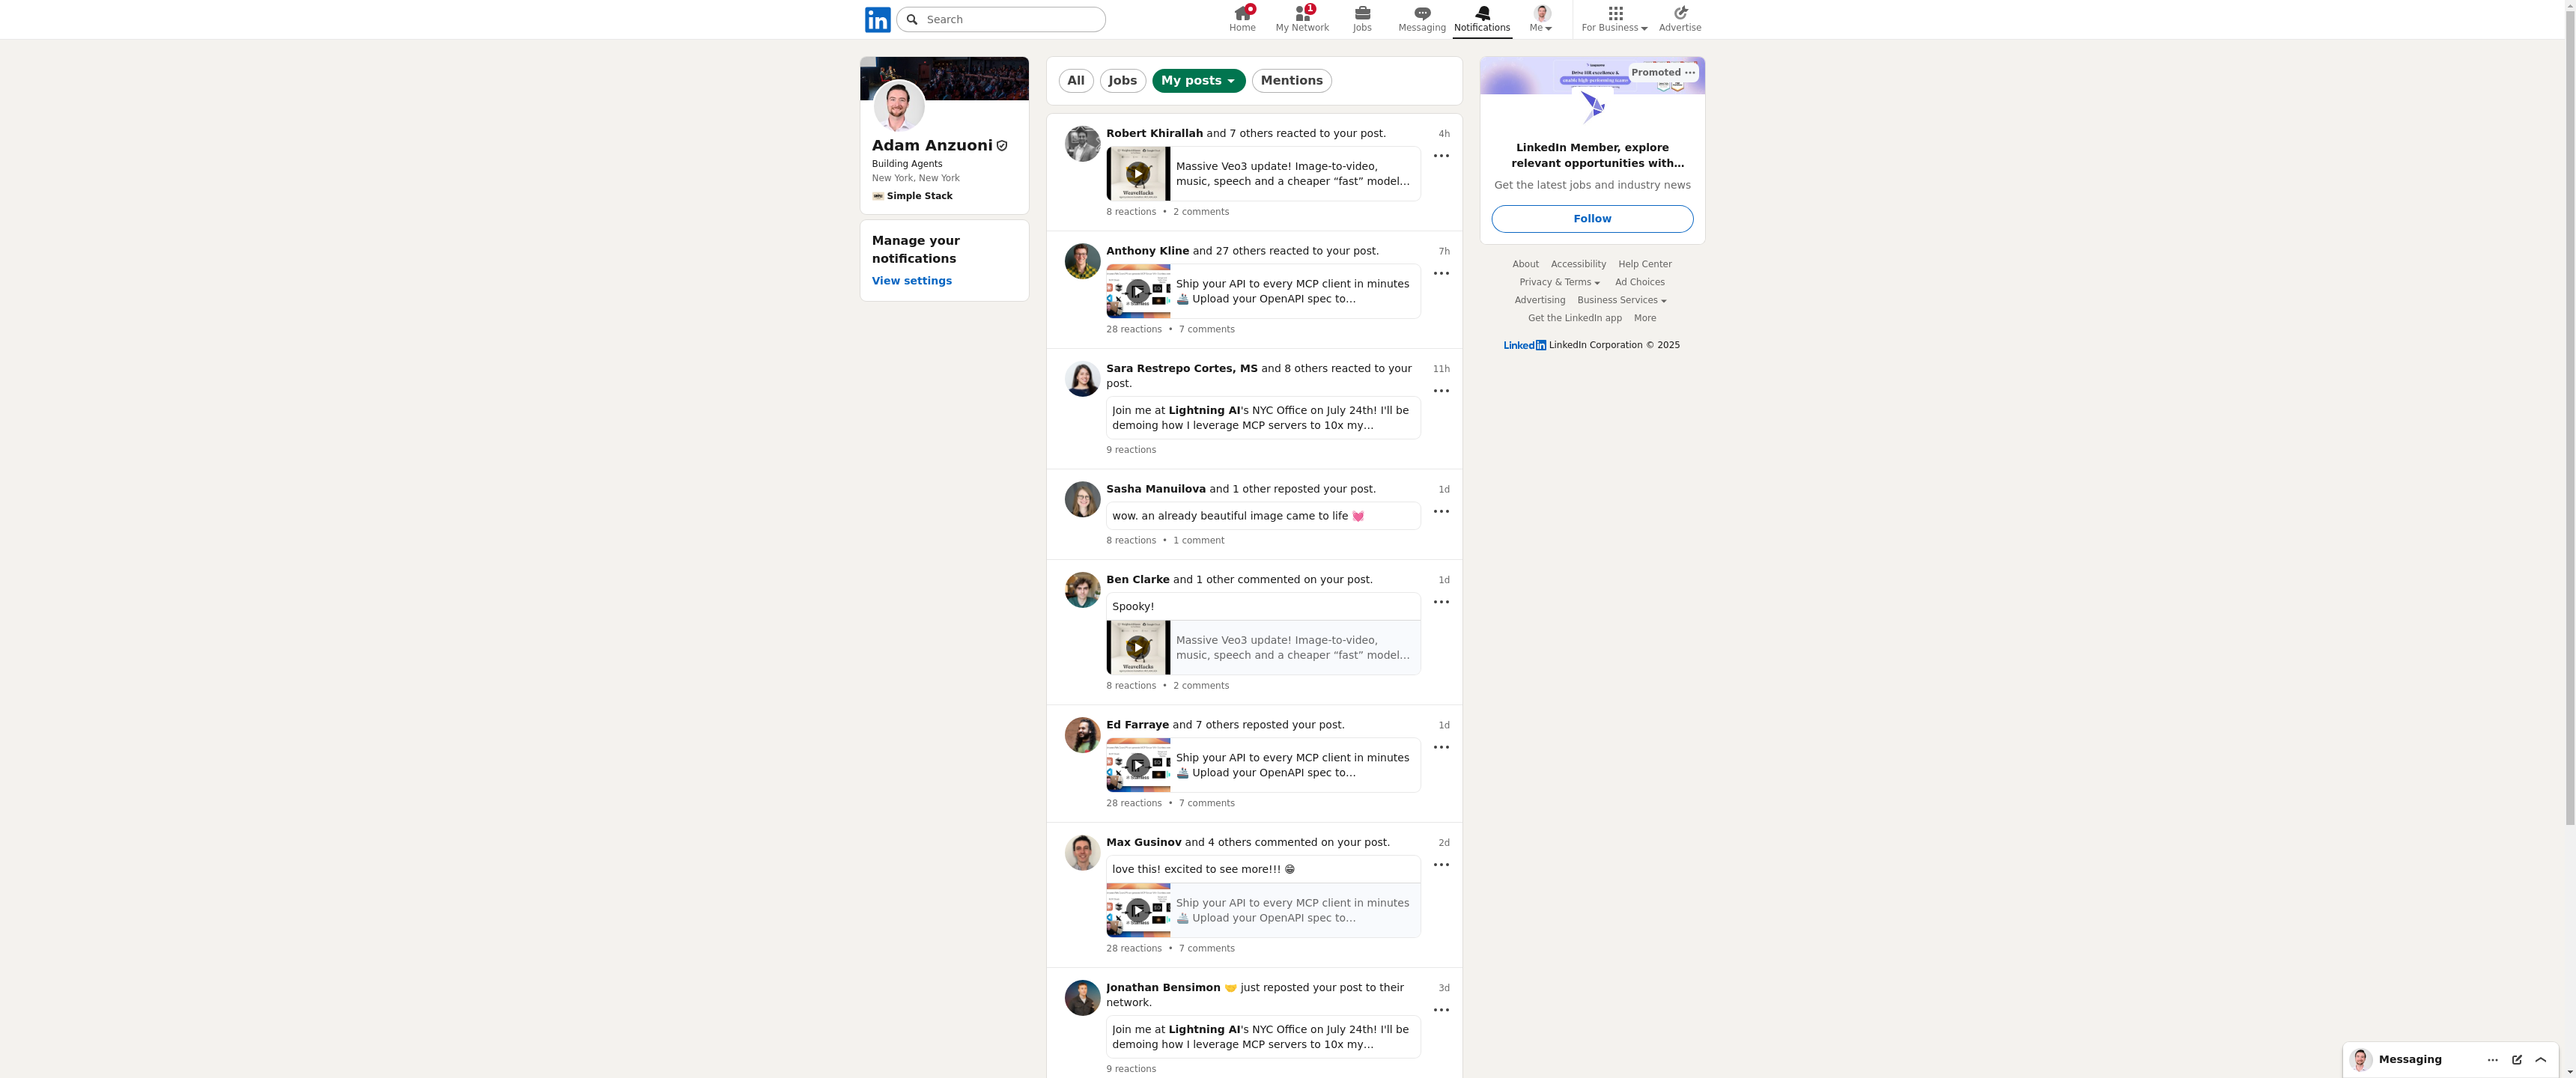 in
Search
Home
1
My Network
Jobs
Messaging
Notifications
Me
For Business
Advertise
Adam Anzuoni
Building Agents
New York, New York
Simple Stack
Manage your
notifications
View settings
All
Jobs
My posts
Mentions
Robert Khirallah and 7 others reacted to your post.
4h
Massive Veo3 update! Image-to-video,
music, speech and a cheaper “fast” model...
WeaveHacks
8 reactions • 2 comments
Anthony Kline and 27 others reacted to your post.
7h
Ship your API to every MCP client in minutes
🚢 Upload your OpenAPI spec to...
28 reactions • 7 comments
Sara Restrepo Cortes, MS and 8 others reacted to your
post.
11h
Join me at Lightning AI's NYC Office on July 24th! I'll be
demoing how I leverage MCP servers to 10x my...
9 reactions
Sasha Manuilova and 1 other reposted your post.
1d
wow. an already beautiful image came to life 💓
8 reactions • 1 comment
Ben Clarke and 1 other commented on your post.
1d
Spooky!
Massive Veo3 update! Image-to-video,
music, speech and a cheaper “fast” model...
WeaveHacks
8 reactions • 2 comments
Ed Farraye and 7 others reposted your post.
1d
Ship your API to every MCP client in minutes
🚢 Upload your OpenAPI spec to...
28 reactions • 7 comments
Max Gusinov and 4 others commented on your post.
2d
love this! excited to see more!!! 😁
Ship your API to every MCP client in minutes
🚢 Upload your OpenAPI spec to...
28 reactions • 7 comments
Jonathan Bensimon 🤝 just reposted your post to their
network.
3d
Join me at Lightning AI's NYC Office on July 24th! I'll be
demoing how I leverage MCP servers to 10x my...
9 reactions
Promoted
LinkedIn Member, explore
relevant opportunities with...
Get the latest jobs and industry news
Follow
About Accessibility Help Center
Privacy & Terms Ad Choices
Advertising Business Services
Get the LinkedIn app More
LinkedIn LinkedIn Corporation © 2025
Messaging